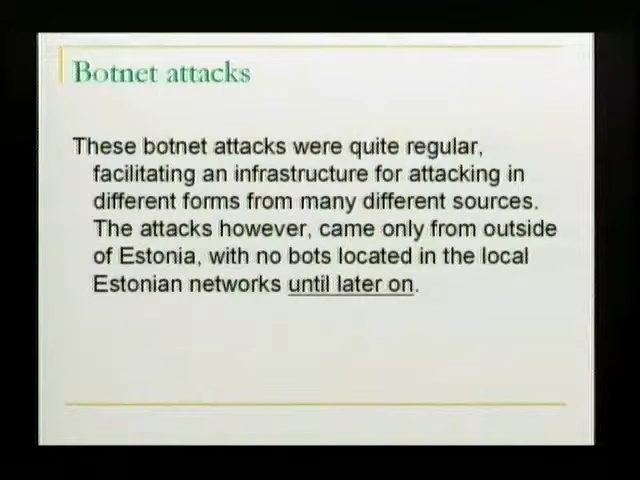 Botnet attacks
These botnet attacks were quite regular,
facilitating an infrastructure for attacking in
different forms from many different sources.
The attacks however, came only from outside
of Estonia, with no bots located in the local
Estonian networks until later on.